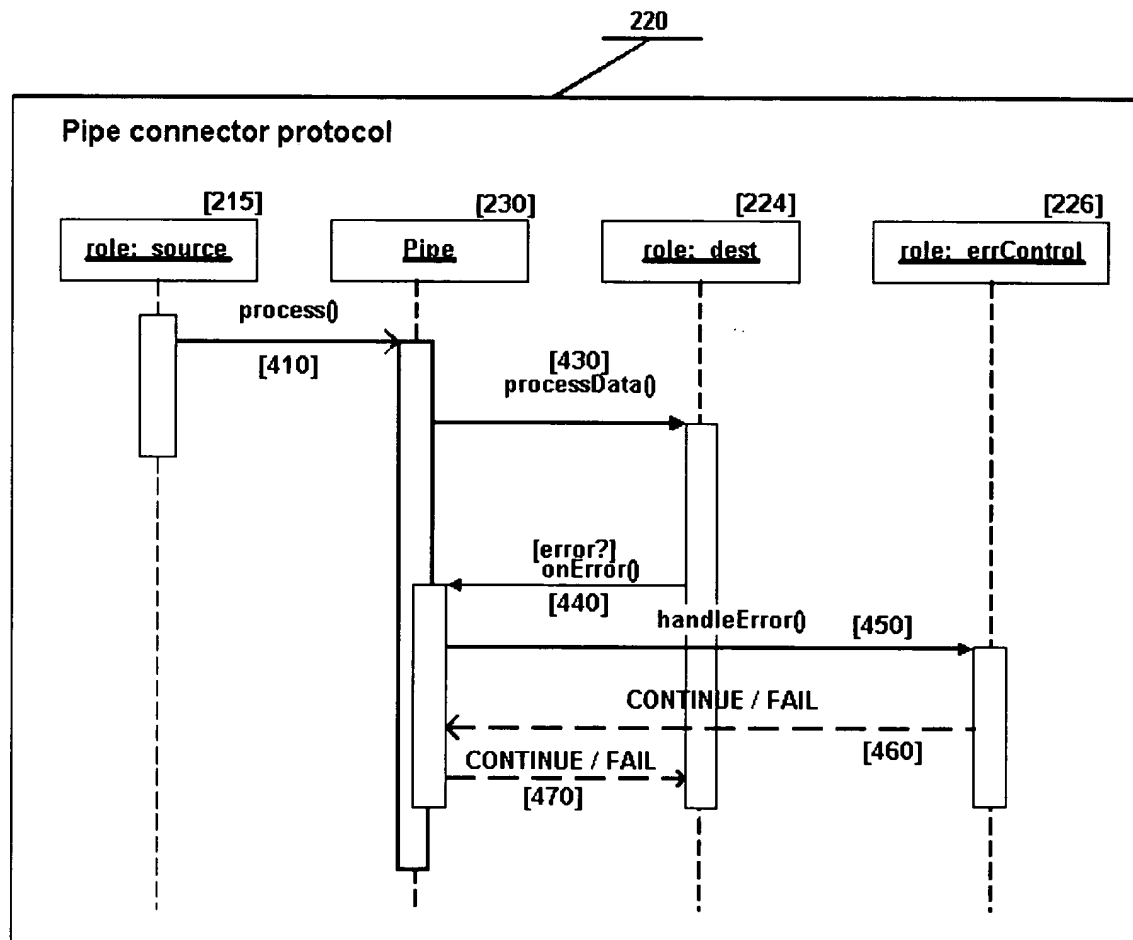 220
Pipe connector protocol
[215] [230] [224] [226]
role: source Pipe role: dest role: errControl
process()
[410]
[430]
processData()
[error?]
onError()
[440]
handleError() [450]
CONTINUE / FAIL
[460]
CONTINUE / FAIL
[470]